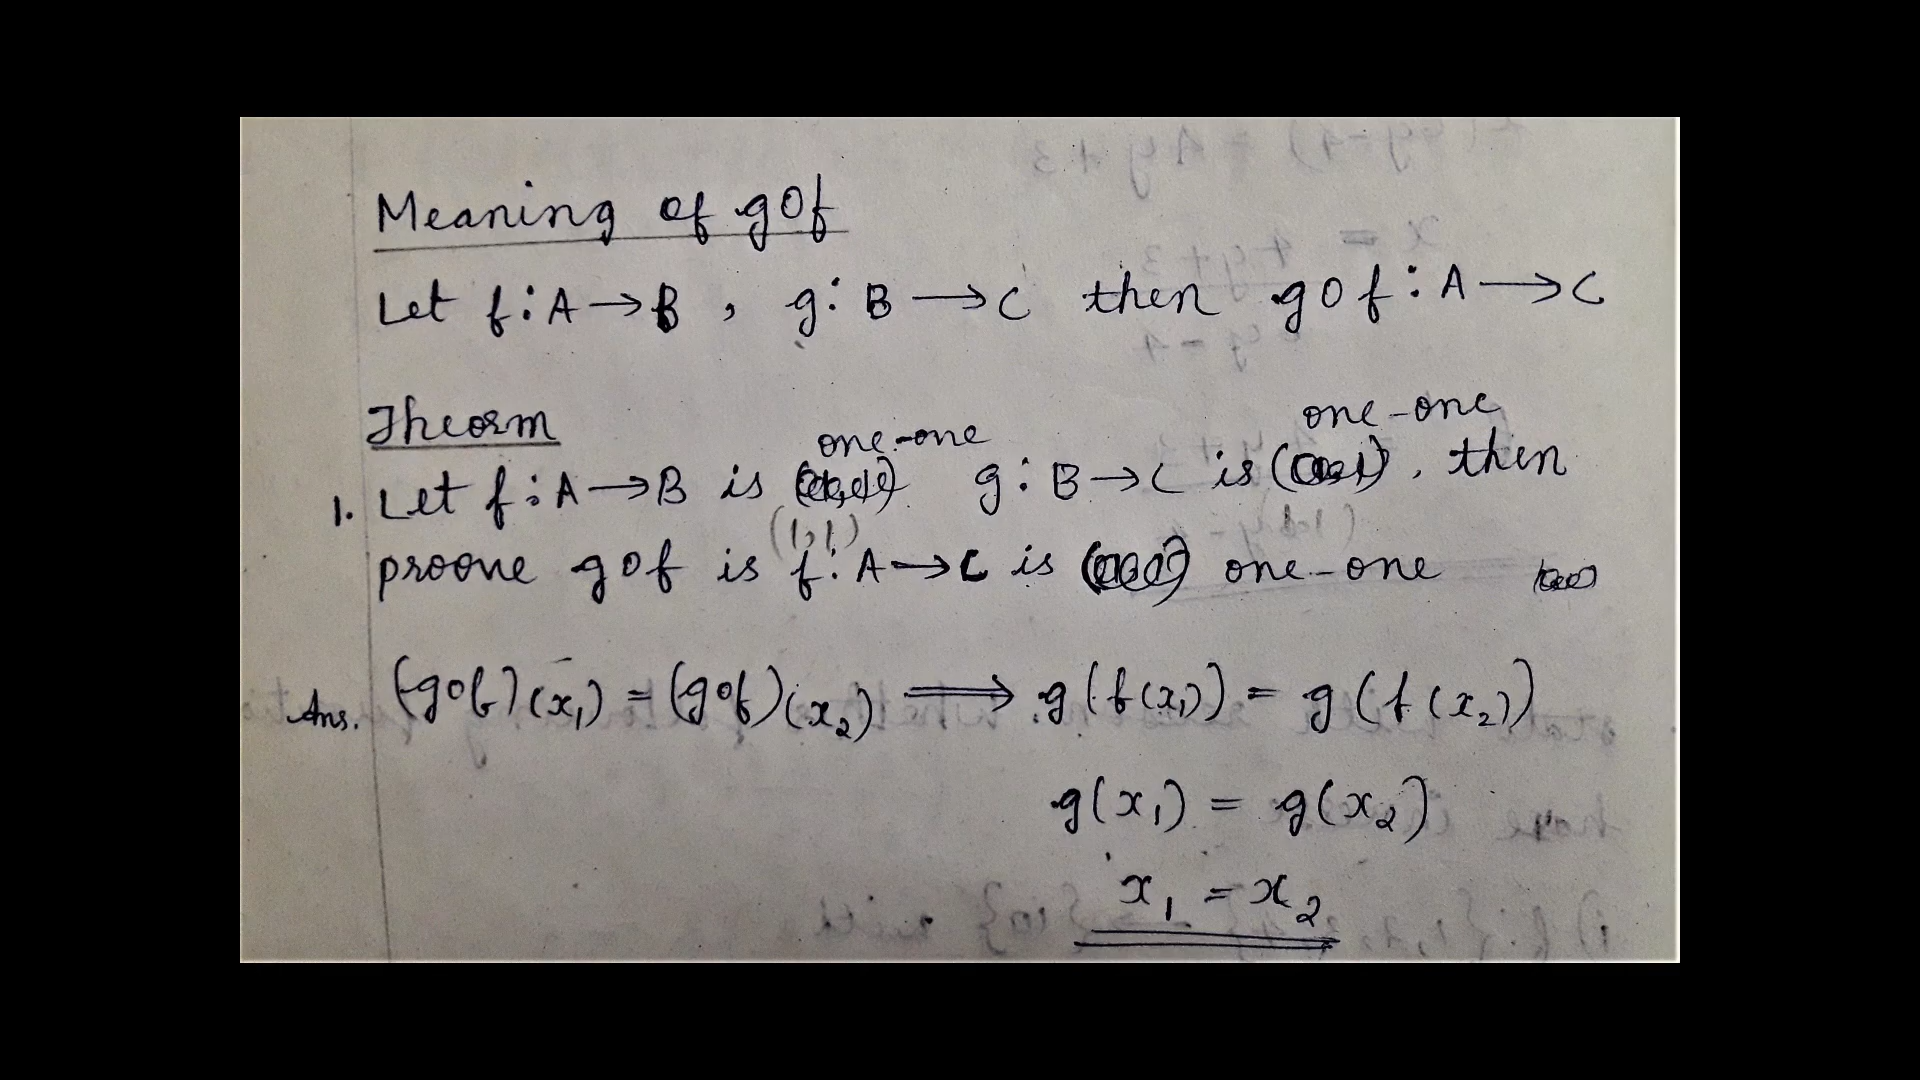 Meaning of gof
Let f : A → B , g : B → C then gof : A → C
Theorm
one-one one-one
1. Let f : A → B is g : B → C is , then
(1,1)
proove gof is f : A → C is one-one
Ans. (gof)(x₁) = (gof)(x₂) ⟹ g(f(x₁)) = g(f(x₂))
g(x₁) = g(x₂)
x₁ = x₂